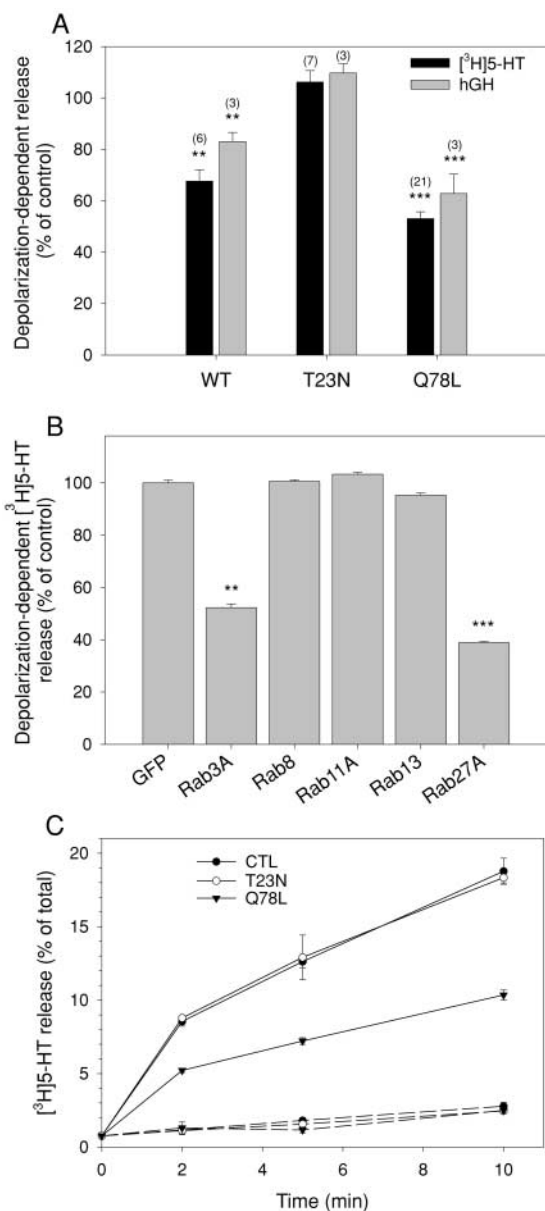 A
Depolarization-dependent release
(% of control)
120
100
80
60
40
20
0
(6)
**
(3)
**
(7)
(3)
(21)
***
(3)
***
[³H]5-HT
hGH
WT
T23N
Q78L
B
Depolarization-dependent [³H]5-HT
release (% of control)
100
80
60
40
20
0
**
***
GFP
Rab3A
Rab8
Rab11A
Rab13
Rab27A
C
[³H]5-HT release (% of total)
20
15
10
5
0
CTL
T23N
Q78L
0
2
4
6
8
10
Time (min)